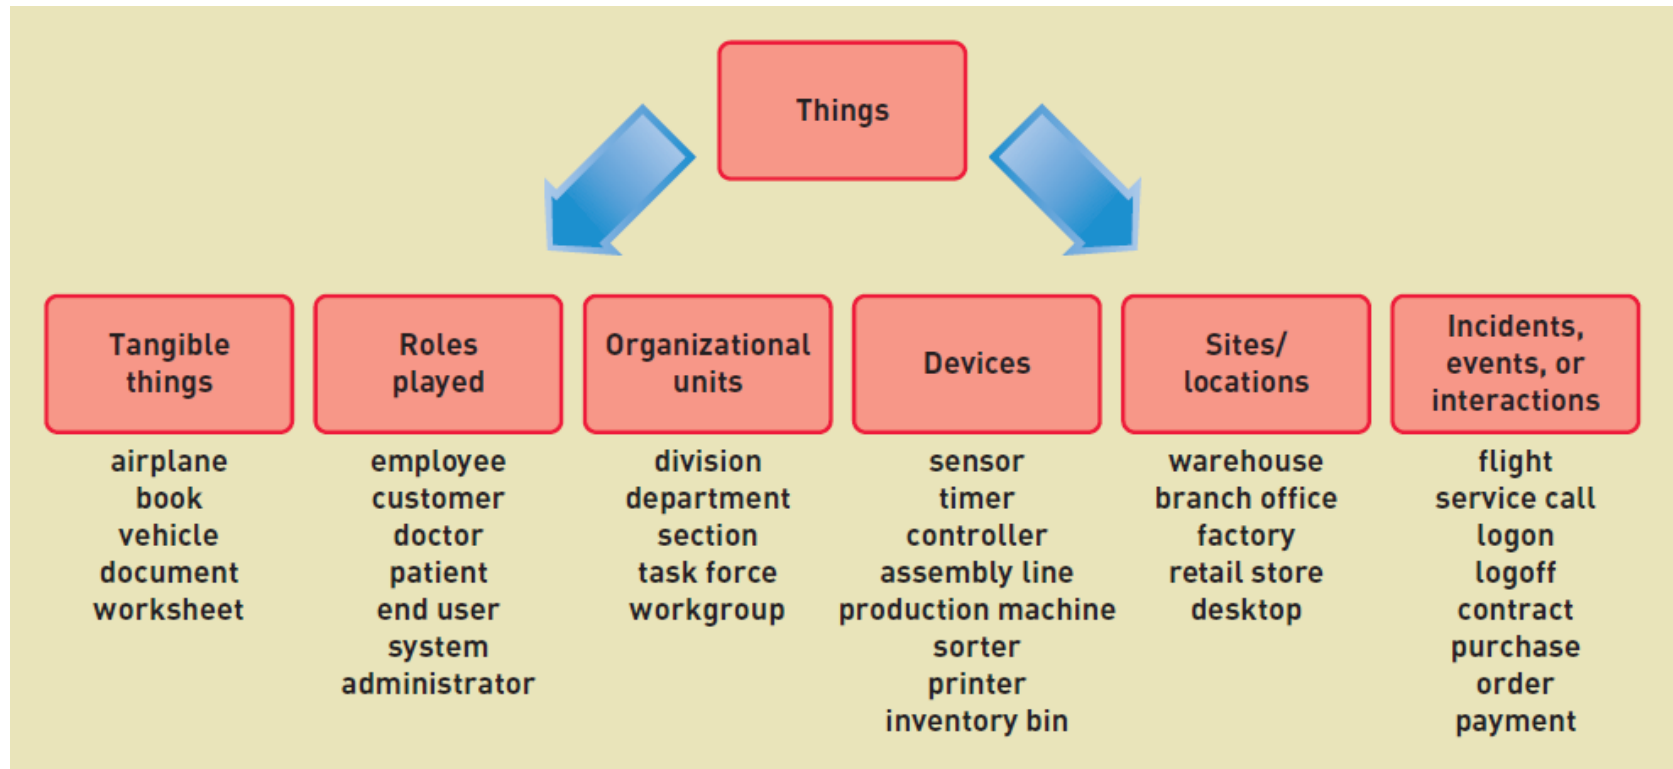 Things
Tangible
things
airplane
book
vehicle
document
worksheet
Roles
played
employee
customer
doctor
patient
end user
system
administrator
Organizational
units
division
department
section
task force
workgroup
Devices
sensor
timer
controller
assembly line
production machine
sorter
printer
inventory bin
Sites/
locations
warehouse
branch office
factory
retail store
desktop
Incidents,
events, or
interactions
flight
service call
logon
logoff
contract
purchase
order
payment